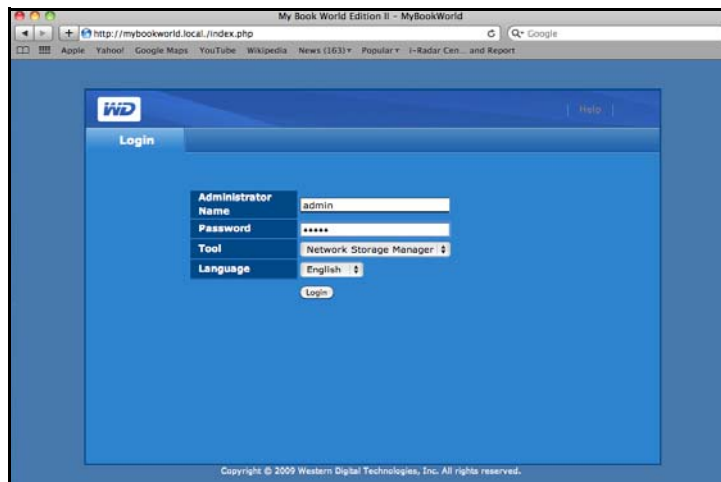 My Book World Edition II – MyBookWorld
http://mybookworld.local./index.php
Google
Apple Yahoo! Google Maps YouTube Wikipedia News (163) Popular i-Radar Cen... and Report
WD
Help
Login
Administrator Name
admin
Password
•••••
Tool
Network Storage Manager
Language
English
Login
Copyright © 2009 Western Digital Technologies, Inc. All rights reserved.